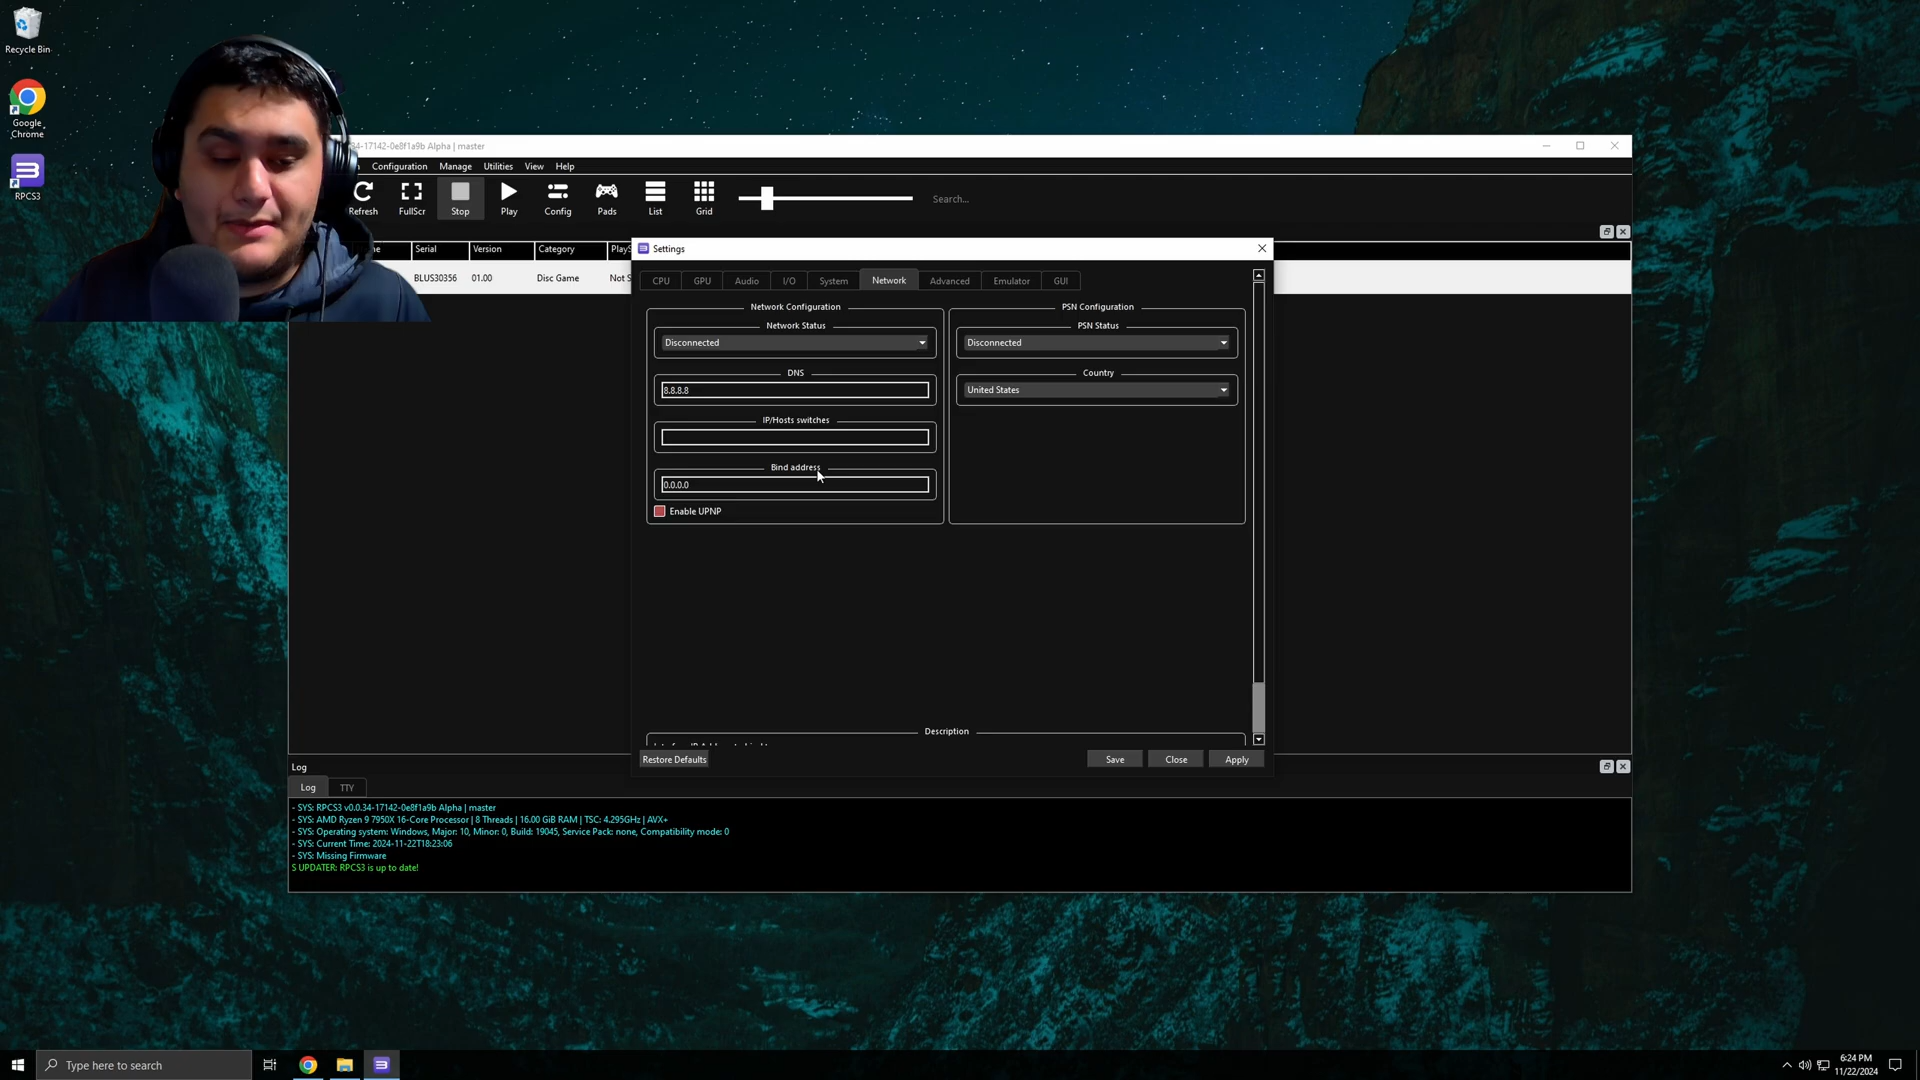 Recycle Bin
Google
Chrome
RPCS3
34-17142-0e8f1a9b Alpha | master
Configuration Manage Utilities View Help
Refresh FullScr Stop Play Config Pads List Grid
Search...
Serial Version Category
BLUS30356 01.00 Disc Game Not S
Settings
CPU GPU Audio I/O System Network Advanced Emulator GUI
Network Configuration
Network Status
Disconnected
DNS
8.8.8.8
IP/Hosts switches
Bind address
0.0.0.0
Enable UPNP
PSN Configuration
PSN Status
Disconnected
Country
United States
Description
Restore Defaults Save Close Apply
Log
Log TTY
- SYS: RPCS3 v0.0.34-17142-0e8f1a9b Alpha | master
- SYS: AMD Ryzen 9 7950X 16-Core Processor | 8 Threads | 16.00 GiB RAM | TSC: 4.295GHz | AVX+
- SYS: Operating system: Windows, Major: 10, Minor: 0, Build: 19045, Service Pack: none, Compatibility mode: 0
- SYS: Current Time: 2024-11-22T18:23:06
- SYS: Missing Firmware
S UPDATER: RPCS3 is up to date!
Type here to search
6:24 PM
11/22/2024